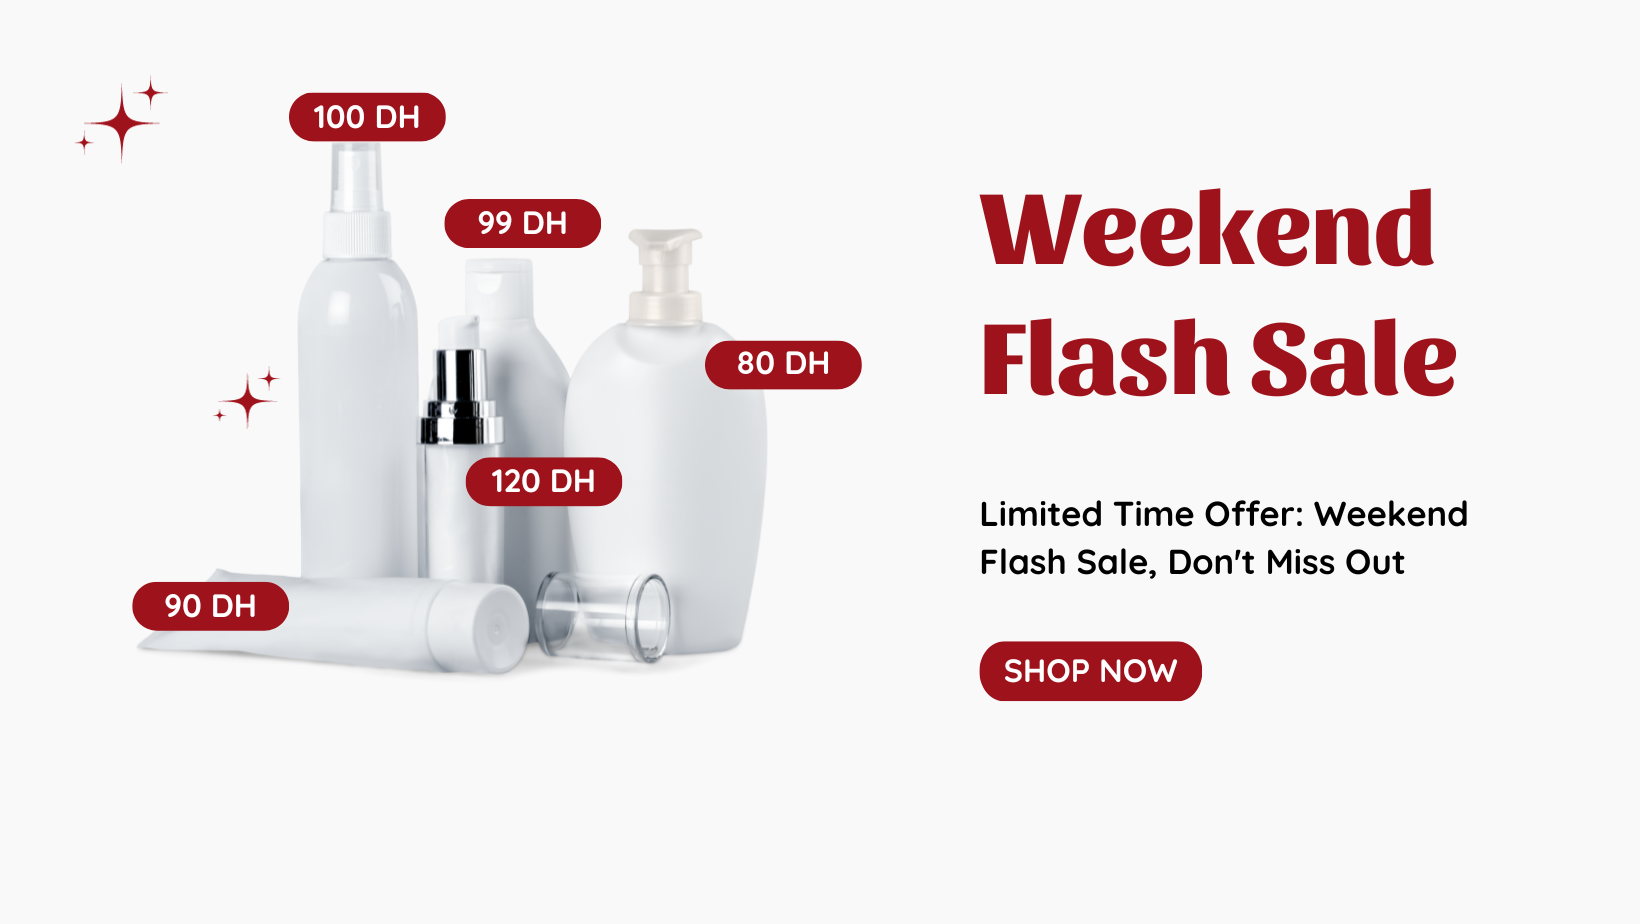 100 DH
99 DH
80 DH
120 DH
90 DH
Weekend
Flash Sale
Limited Time Offer: Weekend
Flash Sale, Don't Miss Out
SHOP NOW